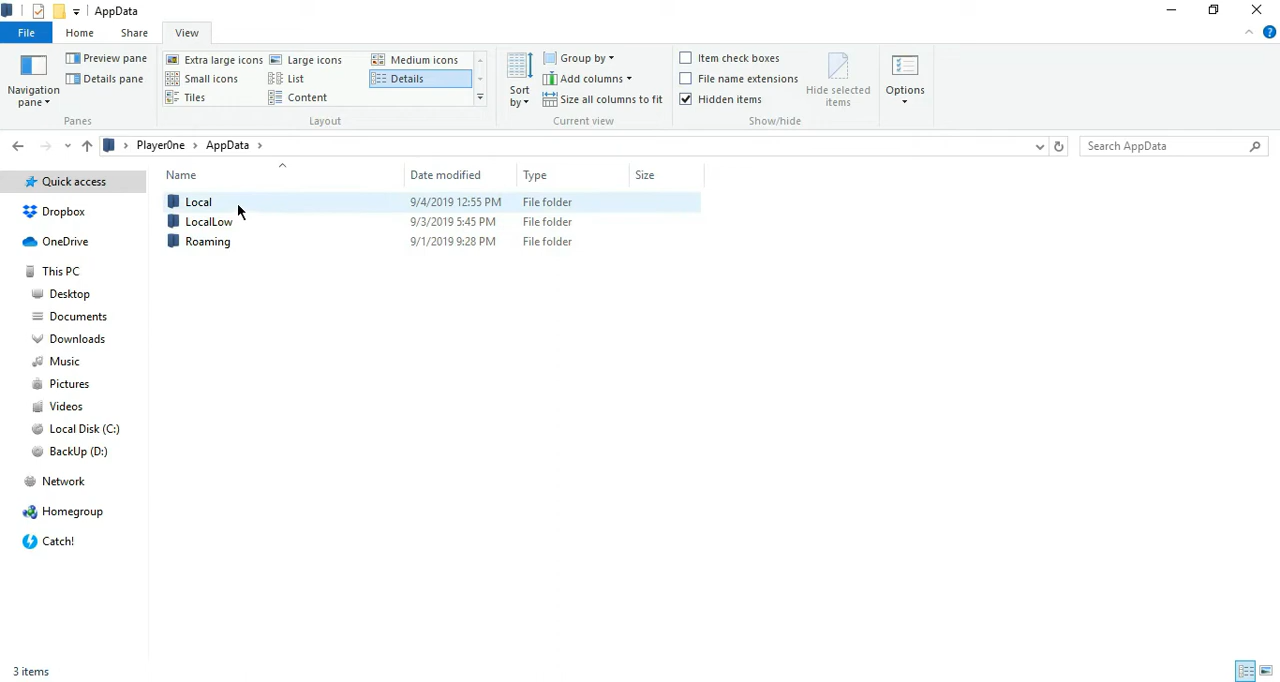 AppData
File Home Share View
Navigation pane
Preview pane
Details pane
Panes
Extra large icons Large icons Medium icons
Small icons List Details
Tiles Content
Layout
Sort by
Group by
Add columns
Size all columns to fit
Current view
Item check boxes
File name extensions
Hidden items
Hide selected items
Show/hide
Options
Player0ne › AppData ›
Search AppData
Name Date modified Type Size
Local 9/4/2019 12:55 PM File folder
LocalLow 9/3/2019 5:45 PM File folder
Roaming 9/1/2019 9:28 PM File folder
Quick access
Dropbox
OneDrive
This PC
Desktop
Documents
Downloads
Music
Pictures
Videos
Local Disk (C:)
BackUp (D:)
Network
Homegroup
Catch!
3 items